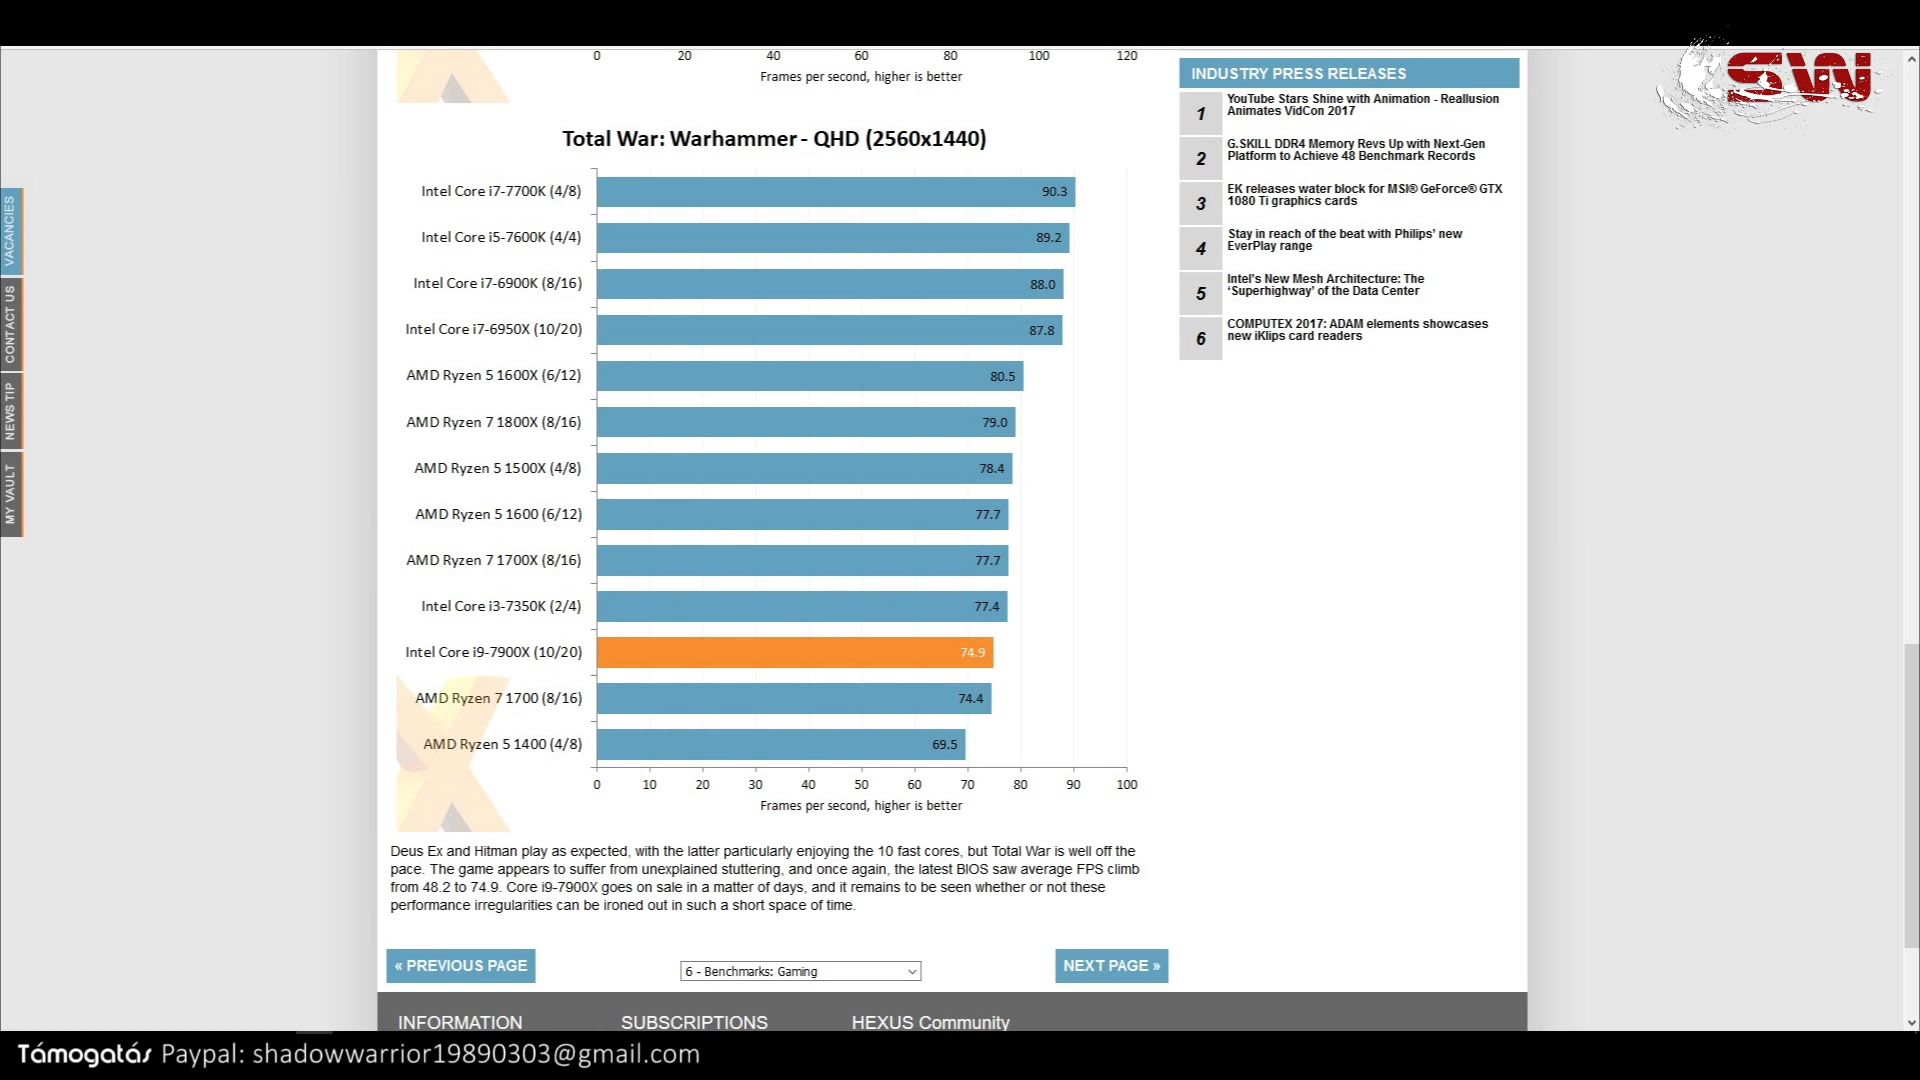 0 20 40 60 80 100 120
Frames per second, higher is better
Total War: Warhammer - QHD (2560x1440)
Intel Core i7-7700K (4/8) 90.3
Intel Core i5-7600K (4/4) 89.2
Intel Core i7-6900K (8/16) 88.0
Intel Core i7-6950X (10/20) 87.8
AMD Ryzen 5 1600X (6/12) 80.5
AMD Ryzen 7 1800X (8/16) 79.0
AMD Ryzen 5 1500X (4/8) 78.4
AMD Ryzen 5 1600 (6/12) 77.7
AMD Ryzen 7 1700X (8/16) 77.7
Intel Core i3-7350K (2/4) 77.4
Intel Core i9-7900X (10/20) 74.9
AMD Ryzen 7 1700 (8/16) 74.4
AMD Ryzen 5 1400 (4/8) 69.5
0 10 20 30 40 50 60 70 80 90 100
Frames per second, higher is better
Deus Ex and Hitman play as expected, with the latter particularly enjoying the 10 fast cores, but Total War is well off the
pace. The game appears to suffer from unexplained stuttering, and once again, the latest BIOS saw average FPS climb
from 48.2 to 74.9. Core i9-7900X goes on sale in a matter of days, and it remains to be seen whether or not these
performance irregularities can be ironed out in such a short space of time.
« PREVIOUS PAGE
6 - Benchmarks: Gaming
NEXT PAGE »
INFORMATION
SUBSCRIPTIONS
HEXUS Community
INDUSTRY PRESS RELEASES
1 YouTube Stars Shine with Animation - Reallusion
Animates VidCon 2017
2 G.SKILL DDR4 Memory Revs Up with Next-Gen
Platform to Achieve 48 Benchmark Records
3 EK releases water block for MSI® GeForce® GTX
1080 Ti graphics cards
4 Stay in reach of the beat with Philips’ new
EverPlay range
5 Intel's New Mesh Architecture: The
‘Superhighway’ of the Data Center
6 COMPUTEX 2017: ADAM elements showcases
new iKlips card readers
VACANCIES
CONTACT US
NEWS TIP
MY VAULT
SW
Támogatás Paypal: shadowwarrior19890303@gmail.com